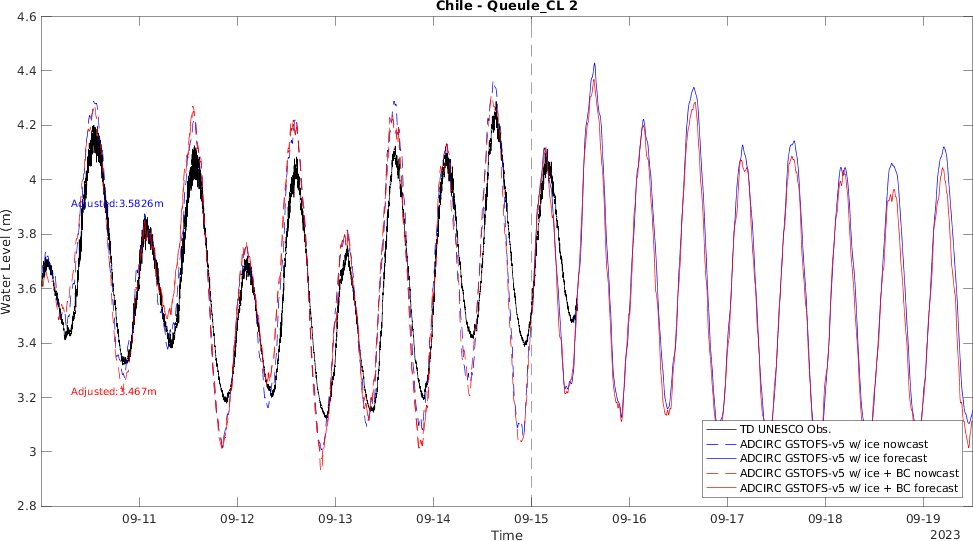 Chile - Queule_CL 2
4.6
4.4
4.2
4
3.8
3.6
3.4
3.2
3
2.8
Water Level (m)
Adjusted:3.5826m
Adjusted:3.467m
TD UNESCO Obs.
ADCIRC GSTOFS-v5 w/ ice nowcast
ADCIRC GSTOFS-v5 w/ ice forecast
ADCIRC GSTOFS-v5 w/ ice + BC nowcast
ADCIRC GSTOFS-v5 w/ ice + BC forecast
09-11 09-12 09-13 09-14 09-15 09-16 09-17 09-18 09-19
Time
2023